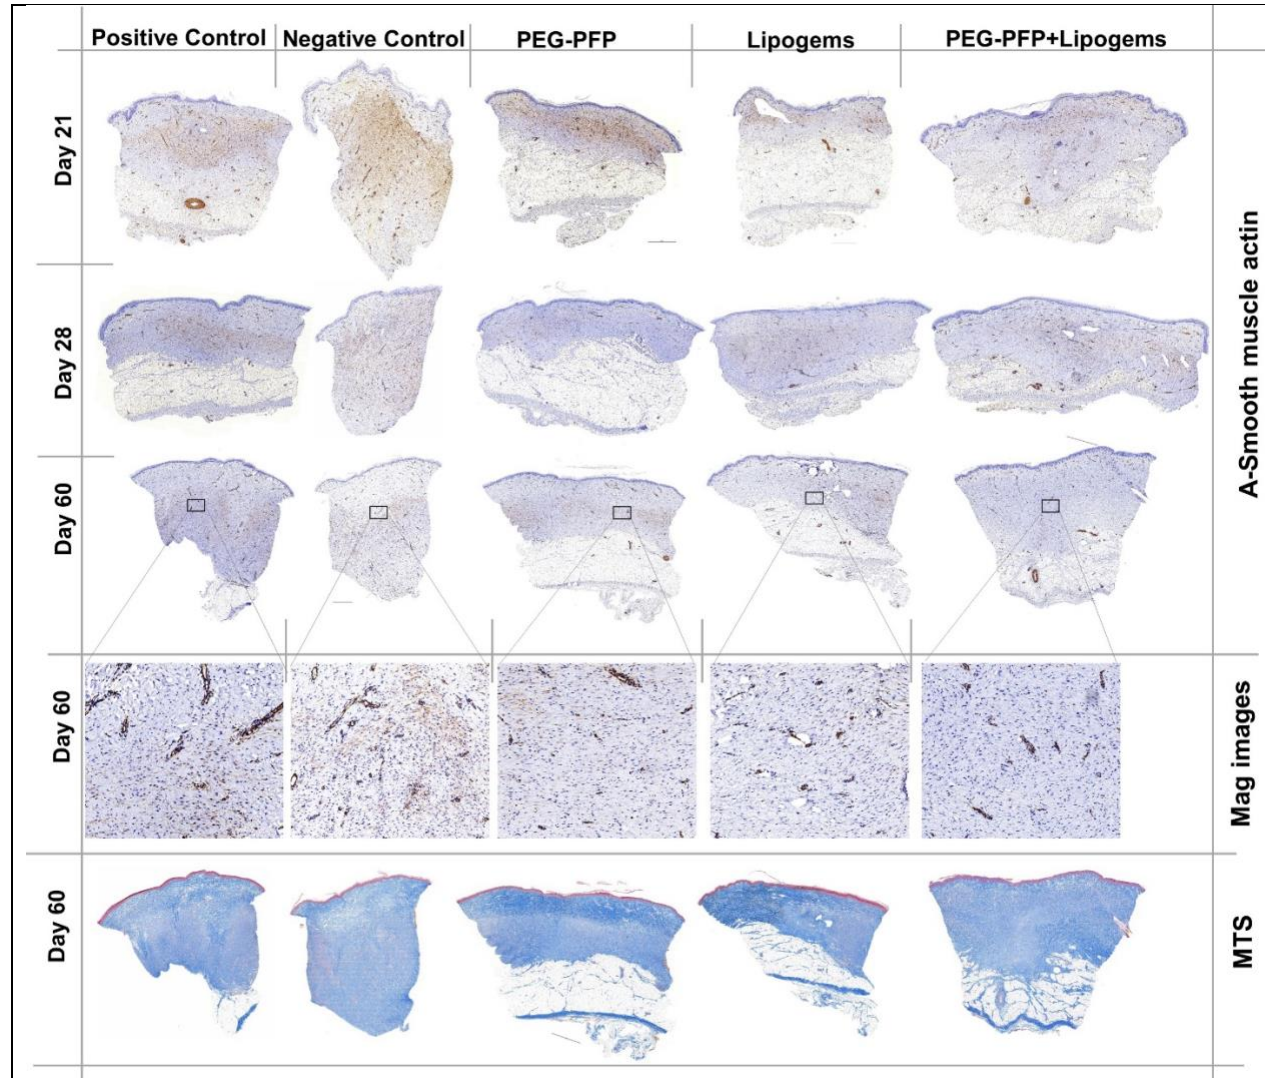 Positive Control Negative Control PEG-PFP Lipogems PEG-PFP+Lipogems
Day 21
Day 28
Day 60
A-Smooth muscle actin
Day 60
Mag images
Day 60
MTS